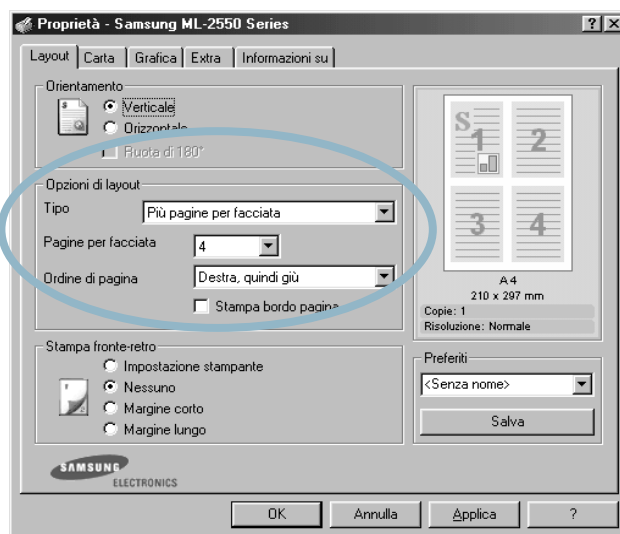 Proprietà - Samsung ML-2550 Series
Layout
Carta
Grafica
Extra
Informazioni su
Orientamento
Verticale
Orizzontale
Ruota di 180°
Opzioni di layout
Tipo
Più pagine per facciata
Pagine per facciata
4
Ordine di pagina
Destra, quindi giù
Stampa bordo pagina
Stampa fronte-retro
Impostazione stampante
Nessuno
Margine corto
Margine lungo
SAMSUNG
ELECTRONICS
S
1
2
3
4
A4
210 x 297 mm
Copie: 1
Risoluzione: Normale
Preferiti
<Senza nome>
Salva
OK
Annulla
Applica
?